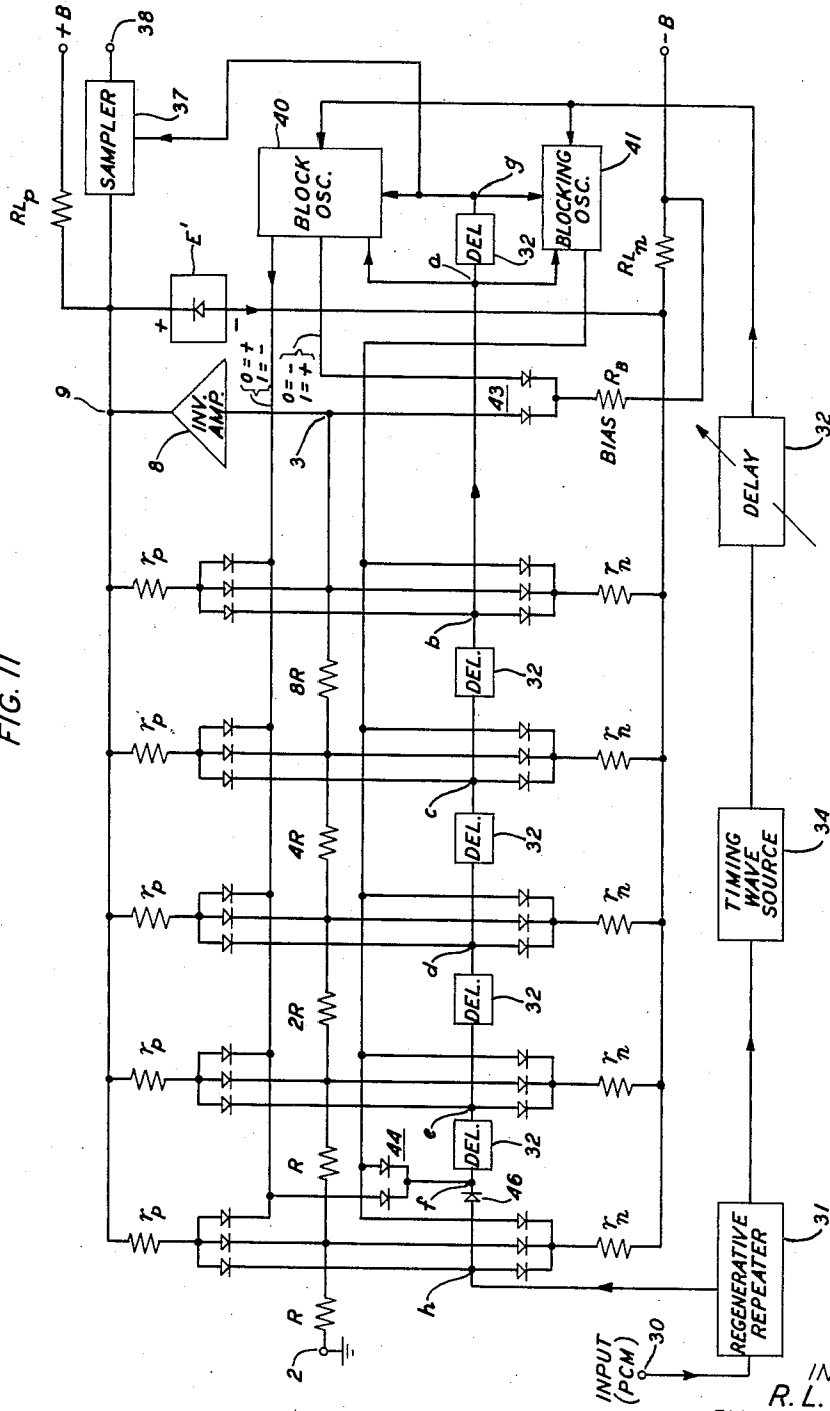 FIG. 11
+B
38
SAMPLER
37
RLp
E'
+
-
9
8
INV. AMP.
3
0=+
1=-
0=-
1=+
40
BLOCK OSC.
g
a
DEL
32
BLOCKING OSC.
41
RLn
-B
43
BIAS
RB
rp
rp
rp
rp
rp
2
R
R
2R
4R
8R
44
h
f
46
DEL.
32
e
DEL.
32
d
DEL.
32
c
DEL.
32
b
rn
rn
rn
rn
rn
INPUT
(PCM)
30
REGENERATIVE
REPEATER
31
TIMING
WAVE
SOURCE
34
DELAY
32
R. L.